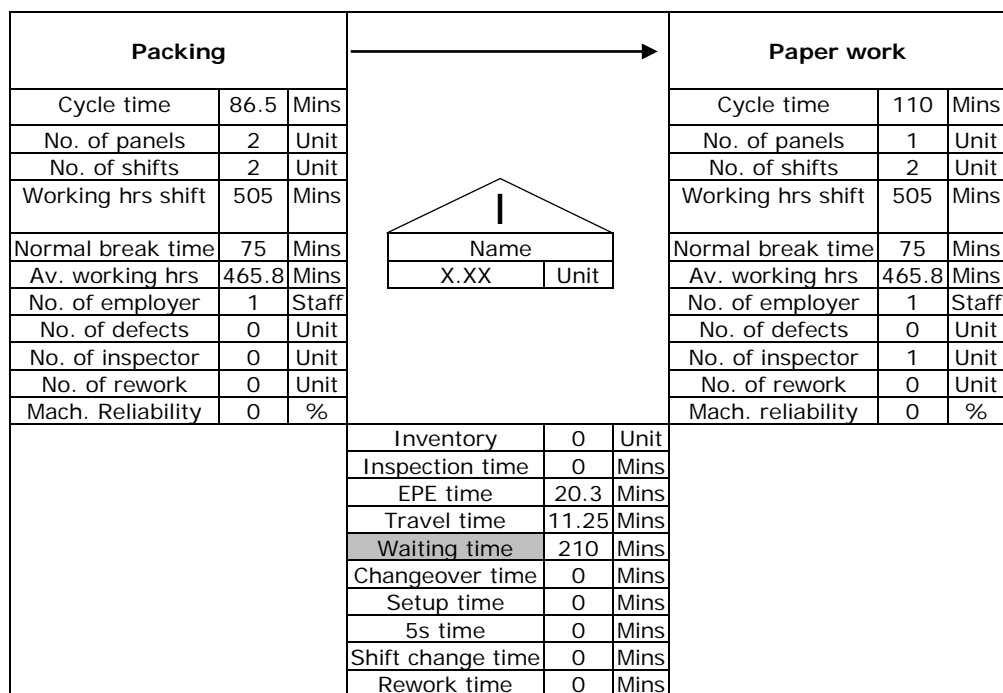 Packing
Cycle time 86.5 Mins
No. of panels 2 Unit
No. of shifts 2 Unit
Working hrs shift 505 Mins
Normal break time 75 Mins
Av. working hrs 465.8 Mins
No. of employer 1 Staff
No. of defects 0 Unit
No. of inspector 0 Unit
No. of rework 0 Unit
Mach. Reliability 0 %
I
Name
X.XX Unit
Paper work
Cycle time 110 Mins
No. of panels 1 Unit
No. of shifts 2 Unit
Working hrs shift 505 Mins
Normal break time 75 Mins
Av. working hrs 465.8 Mins
No. of employer 1 Staff
No. of defects 0 Unit
No. of inspector 1 Unit
No. of rework 0 Unit
Mach. reliability 0 %
Inventory 0 Unit
Inspection time 0 Mins
EPE time 20.3 Mins
Travel time 11.25 Mins
Waiting time 210 Mins
Changeover time 0 Mins
Setup time 0 Mins
5s time 0 Mins
Shift change time 0 Mins
Rework time 0 Mins